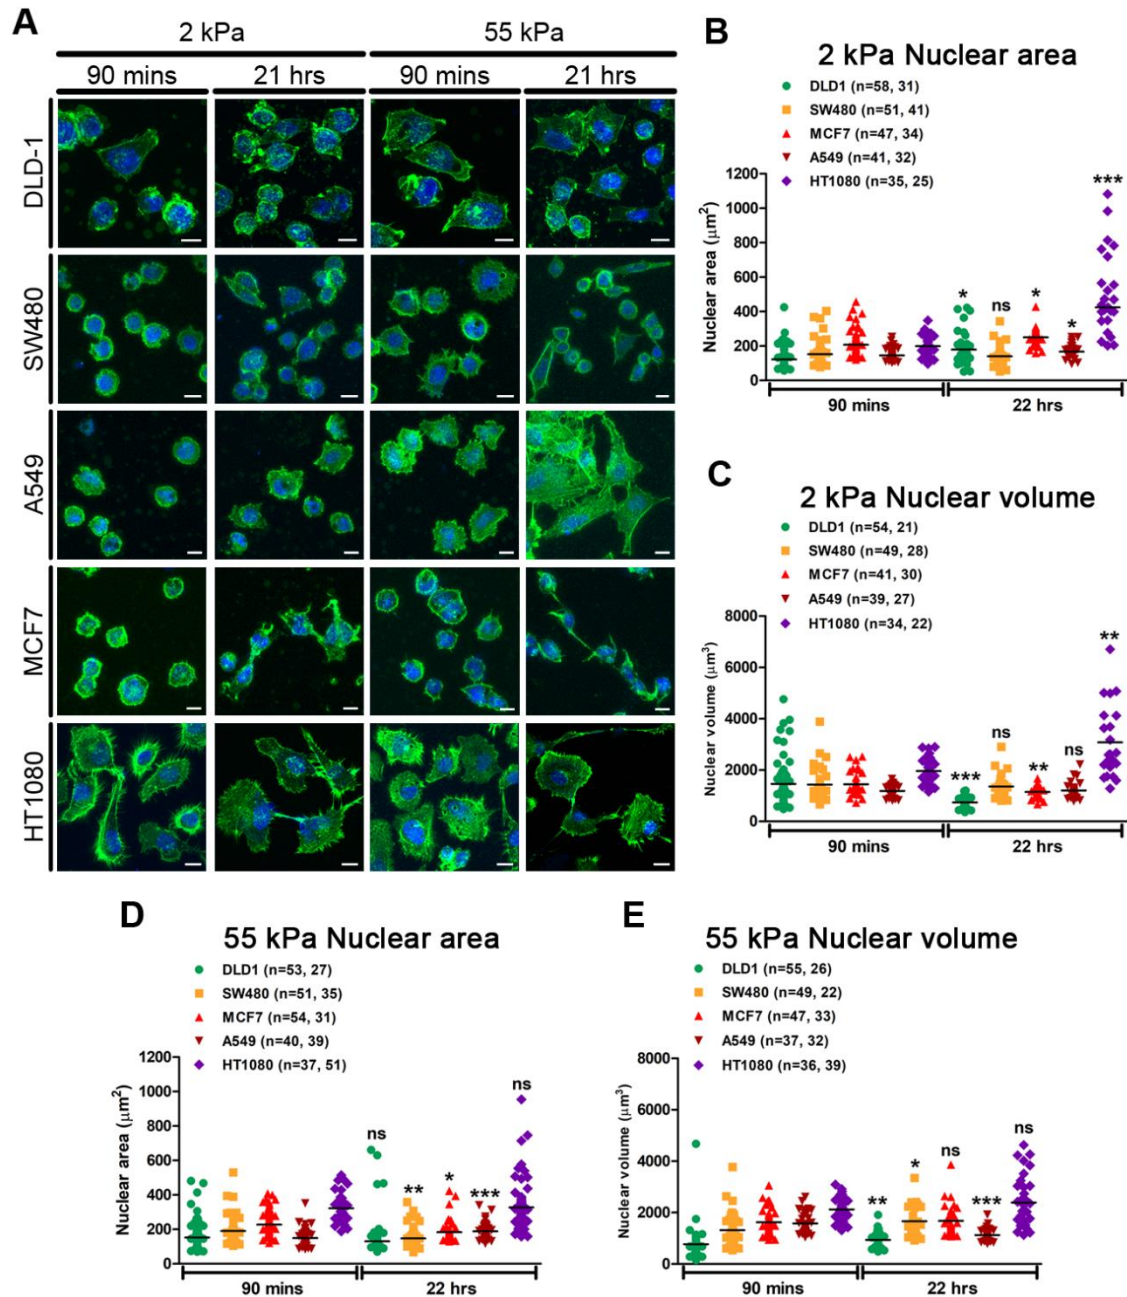 A
2 kPa 55 kPa
90 mins 21 hrs 90 mins 21 hrs
DLD-1
SW480
A549
MCF7
HT1080
B
2 kPa Nuclear area
DLD1 (n=58, 31)
SW480 (n=51, 41)
MCF7 (n=47, 34)
A549 (n=41, 32)
HT1080 (n=35, 25)
Nuclear area (µm²)
1200
1000
800
600
400
200
0
* ns * * ***
90 mins 22 hrs
C
2 kPa Nuclear volume
DLD1 (n=54, 21)
SW480 (n=49, 28)
MCF7 (n=41, 30)
A549 (n=39, 27)
HT1080 (n=34, 22)
Nuclear volume (µm³)
8000
6000
4000
2000
0
*** ns ** ns **
90 mins 22 hrs
D
55 kPa Nuclear area
DLD1 (n=53, 27)
SW480 (n=51, 35)
MCF7 (n=54, 31)
A549 (n=40, 39)
HT1080 (n=37, 51)
Nuclear area (µm²)
1200
1000
800
600
400
200
0
ns ** * *** ns
90 mins 22 hrs
E
55 kPa Nuclear volume
DLD1 (n=55, 26)
SW480 (n=49, 22)
MCF7 (n=47, 33)
A549 (n=37, 32)
HT1080 (n=36, 39)
Nuclear volume (µm³)
8000
6000
4000
2000
0
** * ns *** ns
90 mins 22 hrs